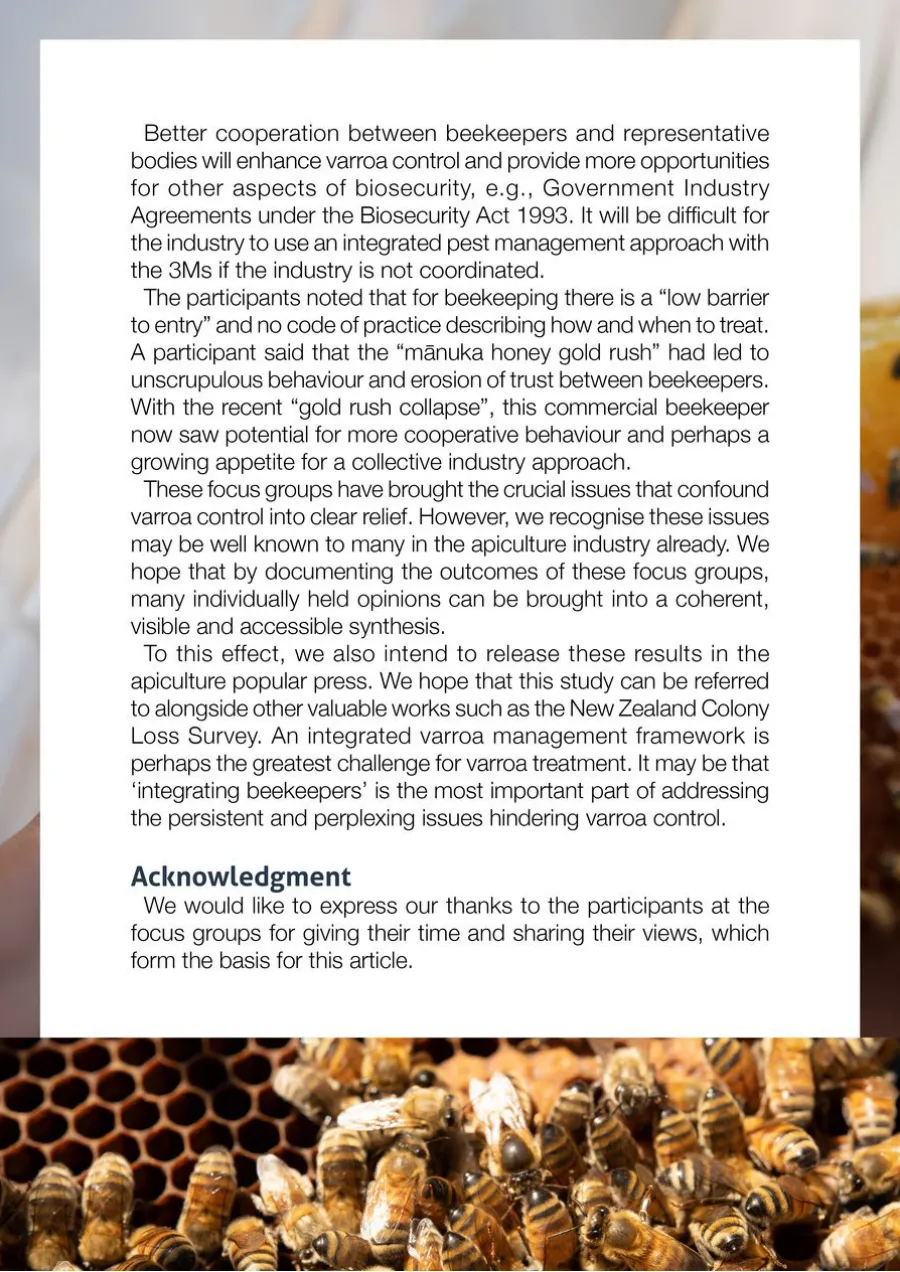 Better cooperation between beekeepers and representative
bodies will enhance varroa control and provide more opportunities
for other aspects of biosecurity, e.g., Government Industry
Agreements under the Biosecurity Act 1993. It will be difficult for
the industry to use an integrated pest management approach with
the 3Ms if the industry is not coordinated.
The participants noted that for beekeeping there is a “low barrier
to entry” and no code of practice describing how and when to treat.
A participant said that the “mānuka honey gold rush” had led to
unscrupulous behaviour and erosion of trust between beekeepers.
With the recent “gold rush collapse”, this commercial beekeeper
now saw potential for more cooperative behaviour and perhaps a
growing appetite for a collective industry approach.
These focus groups have brought the crucial issues that confound
varroa control into clear relief. However, we recognise these issues
may be well known to many in the apiculture industry already. We
hope that by documenting the outcomes of these focus groups,
many individually held opinions can be brought into a coherent,
visible and accessible synthesis.
To this effect, we also intend to release these results in the
apiculture popular press. We hope that this study can be referred
to alongside other valuable works such as the New Zealand Colony
Loss Survey. An integrated varroa management framework is
perhaps the greatest challenge for varroa treatment. It may be that
‘integrating beekeepers’ is the most important part of addressing
the persistent and perplexing issues hindering varroa control.
Acknowledgment
We would like to express our thanks to the participants at the
focus groups for giving their time and sharing their views, which
form the basis for this article.